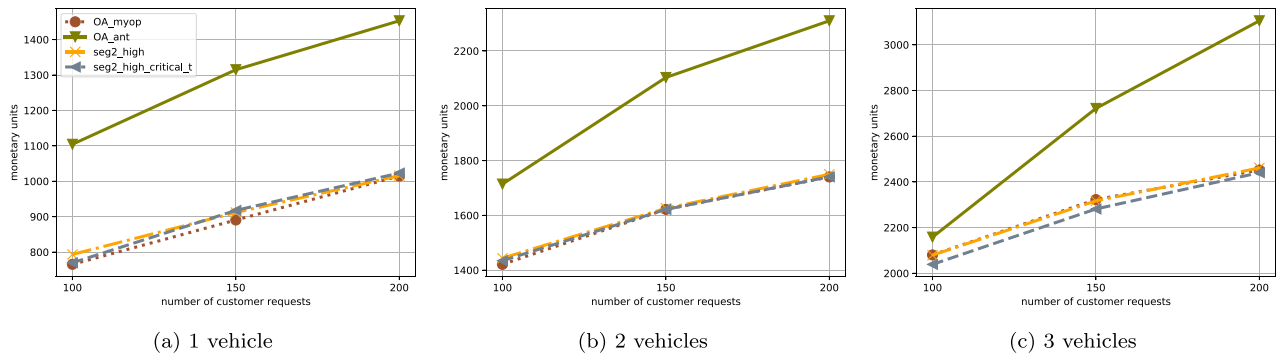 OA_myop
OA_ant
seg2_high
seg2_high_critical_t
monetary units
1400
1300
1200
1100
1000
900
800
100
150
200
number of customer requests
(a) 1 vehicle
monetary units
2200
2000
1800
1600
1400
100
150
200
number of customer requests
(b) 2 vehicles
monetary units
3000
2800
2600
2400
2200
2000
100
150
200
number of customer requests
(c) 3 vehicles